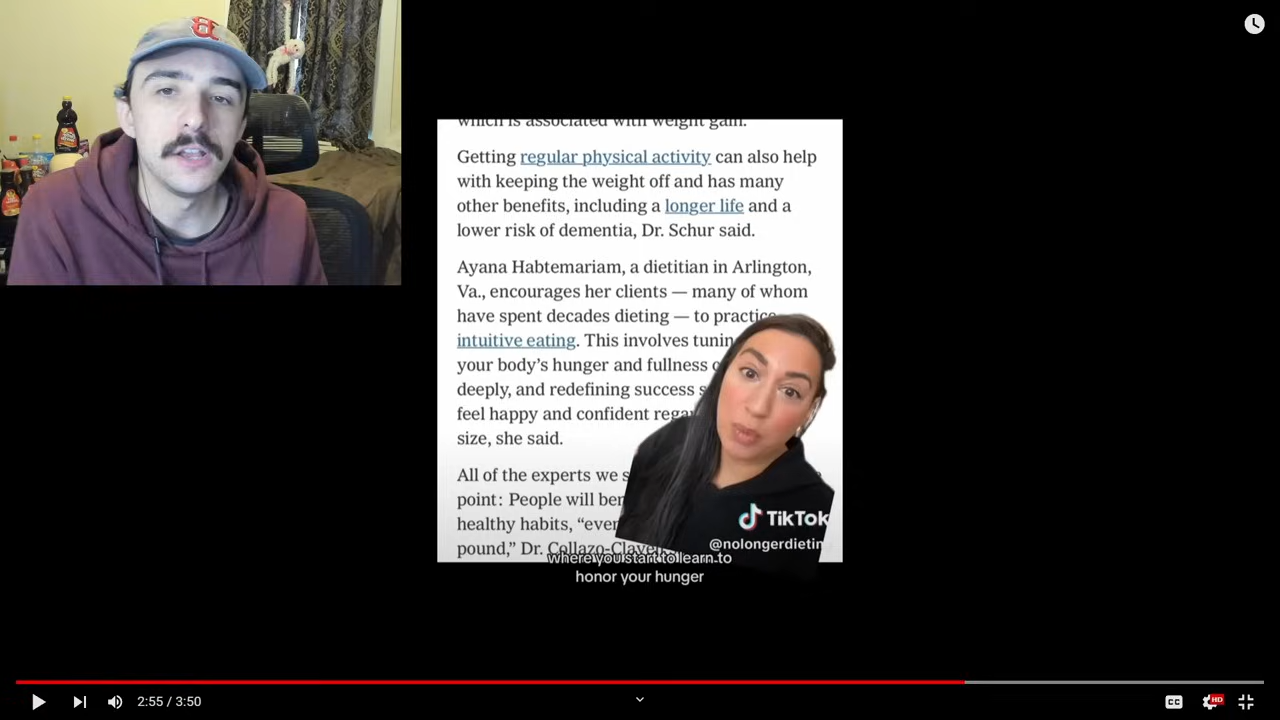 which is associated with weight gain.
Getting regular physical activity can also help
with keeping the weight off and has many
other benefits, including a longer life and a
lower risk of dementia, Dr. Schur said.
Ayana Habtemariam, a dietitian in Arlington,
Va., encourages her clients — many of whom
have spent decades dieting — to practice
intuitive eating. This involves tunin
your body's hunger and fullness
deeply, and redefining success
feel happy and confident rega
size, she said.
All of the experts we s
point: People will ben
healthy habits, “even
pound,” Dr. Collazo-Clavell
TikTok
@nolongerdietin
where you start to learn to
honor your hunger
2:55 / 3:50
CC
HD